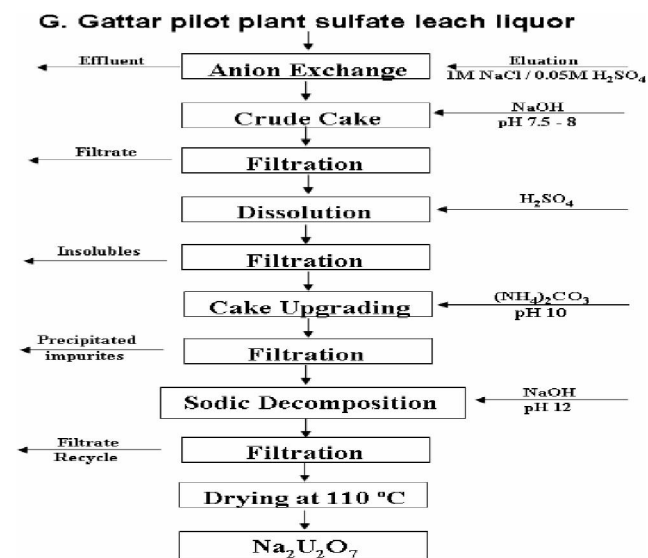 G. Gattar pilot plant sulfate leach liquor
Effluent
Anion Exchange
Eluation
1M NaCl / 0.05M H₂SO₄
Crude Cake
NaOH
pH 7.5 - 8
Filtrate
Filtration
Dissolution
H₂SO₄
Insolubles
Filtration
Cake Upgrading
(NH₄)₂CO₃
pH 10
Precipitated
impurites
Filtration
Sodic Decomposition
NaOH
pH 12
Filtrate
Recycle
Filtration
Drying at 110 ºC
Na₂U₂O₇